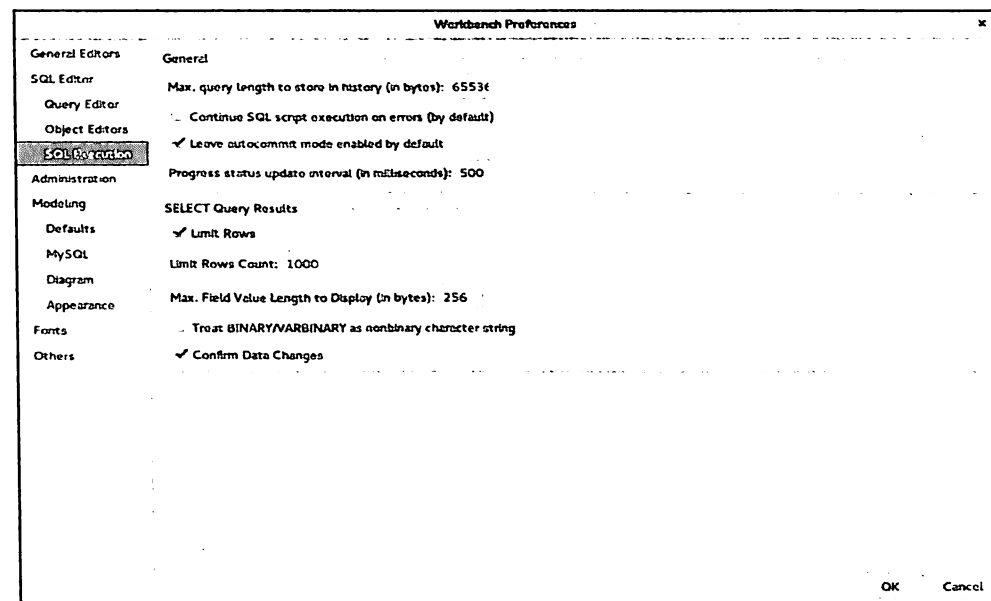 Workbench Preferences ×
General Editors
SQL Editor
Query Editor
Object Editors
SQL Execution
Administration
Modeling
Defaults
MySQL
Diagram
Appearance
Fonts
Others
General
Max. query length to store in history (in bytes): 65536
Continue SQL script execution on errors (by default)
✔ Leave autocommit mode enabled by default
Progress status update interval (in milliseconds): 500
SELECT Query Results
✔ Limit Rows
Limit Rows Count: 1000
Max. Field Value Length to Display (in bytes): 256
Treat BINARY/VARBINARY as nonbinary character string
✔ Confirm Data Changes
OK Cancel